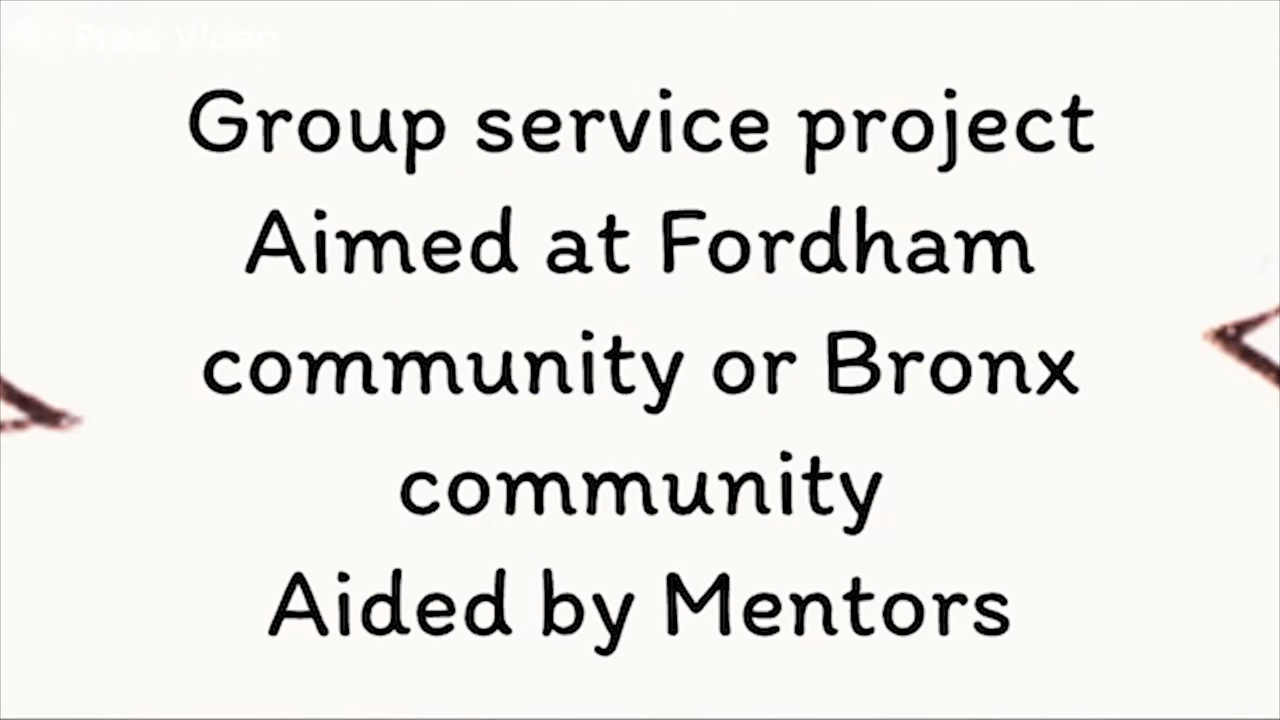 Group service project
Aimed at Fordham
community or Bronx
community
Aided by Mentors